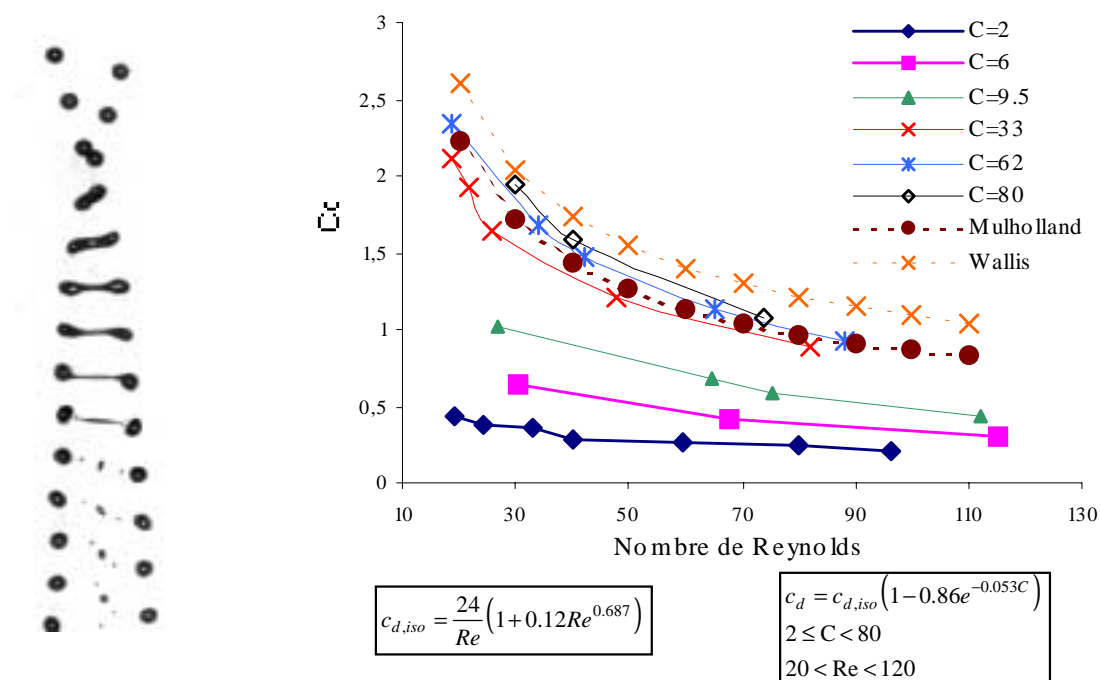 3
2,5
2
1,5
1
0,5
0
Cx
10 30 50 70 90 110 130
Nombre de Reynolds
C=2
C=6
C=9.5
C=33
C=62
C=80
Mulholland
Wallis
c_{d,iso} = \frac{24}{Re}(1+0.12Re^{0.687})
c_d = c_{d,iso}(1-0.86e^{-0.053C})
2 ≤ C < 80
20 < Re < 120